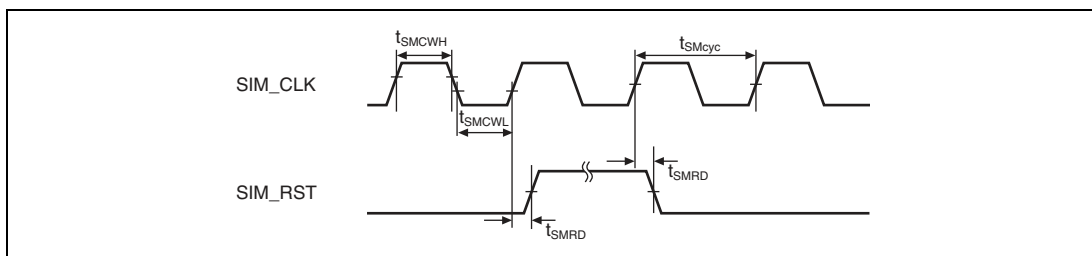 tSMCWH
tSMcyc
SIM_CLK
tSMCWL
tSMRD
SIM_RST
tSMRD